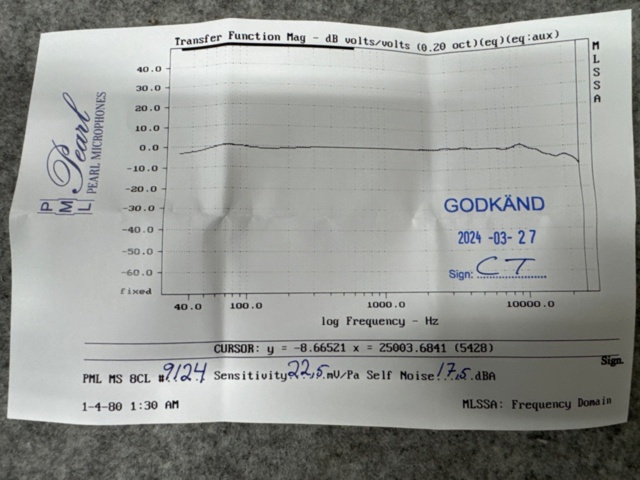 Transfer Function Mag - dB volts/volts (0.20 oct)(eq)(eq:aux)
MLSSA
40.0
30.0
20.0
10.0
0.0
-10.0
-20.0
-30.0
-40.0
-50.0
-60.0
fixed
40.0 100.0 1000.0 10000.0
log Frequency - Hz
PML
Pearl
PEARL MICROPHONES
GODKÄND
2024 -03- 27
Sign: CT
CURSOR: y = -8.66521 x = 25003.6841 (5428)
Sign.
PML MS 8CL #9124 Sensitivity 22,5 mV/Pa Self Noise 17,5 dBA
1-4-80 1:30 AM
MLSSA: Frequency Domain